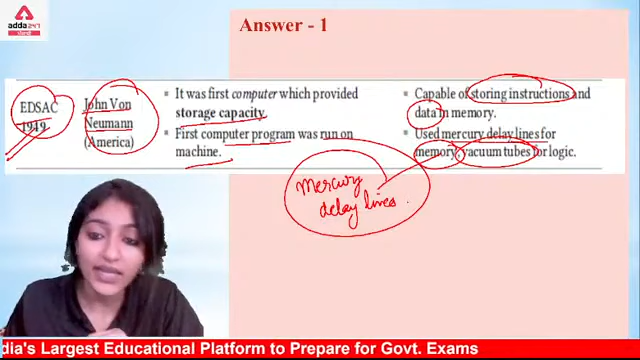 adda247
ਪੰਜਾਬੀ
Answer - 1
EDSAC
1949
John Von
Neumann
(America)
It was first computer which provided
storage capacity.
First computer program was run on
machine.
Capable of storing instructions and
data in memory.
Used mercury delay lines for
memory, vacuum tubes for logic.
Mercury
delay lines.
dia's Largest Educational Platform to Prepare for Govt. Exams